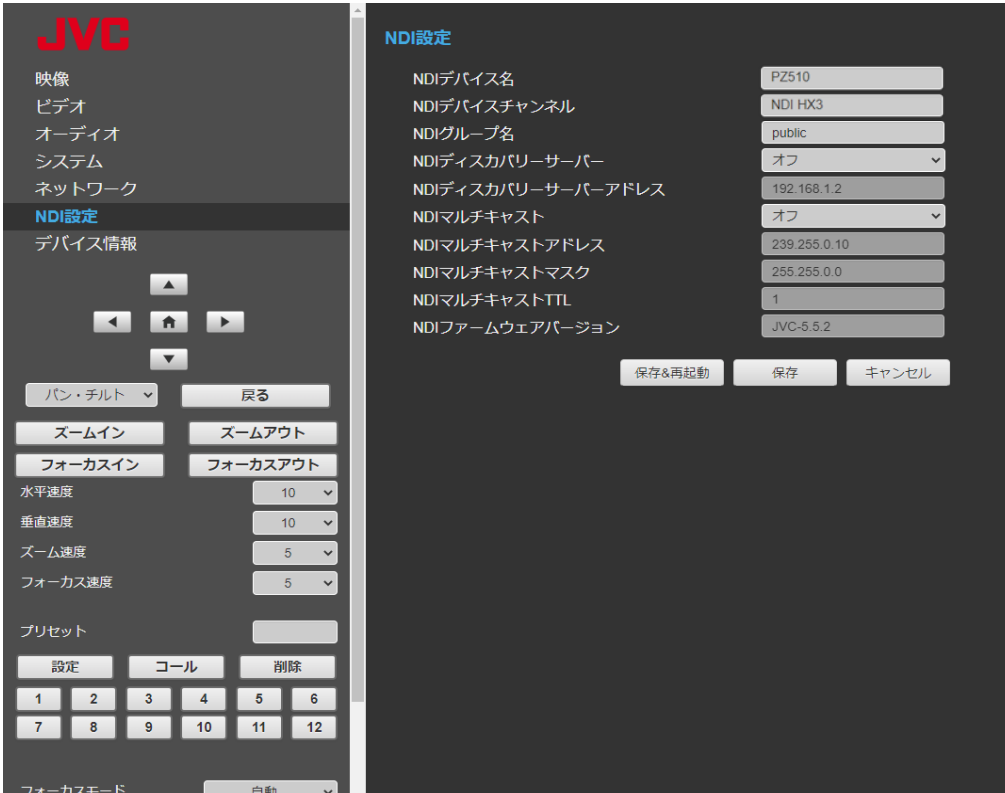 JVC
映像
ビデオ
オーディオ
システム
ネットワーク
NDI設定
デバイス情報
パン・チルト 戻る
ズームイン ズームアウト
フォーカスイン フォーカスアウト
水平速度 10
垂直速度 10
ズーム速度 5
フォーカス速度 5
プリセット
設定 コール 削除
1 2 3 4 5 6
7 8 9 10 11 12
フォーカスモード 自動
NDI設定
NDIデバイス名 PZ510
NDIデバイスチャンネル NDI HX3
NDIグループ名 public
NDIディスカバリーサーバー オフ
NDIディスカバリーサーバーアドレス 192.168.1.2
NDIマルチキャスト オフ
NDIマルチキャストアドレス 239.255.0.10
NDIマルチキャストマスク 255.255.0.0
NDIマルチキャストTTL 1
NDIファームウェアバージョン JVC-5.5.2
保存&再起動 保存 キャンセル